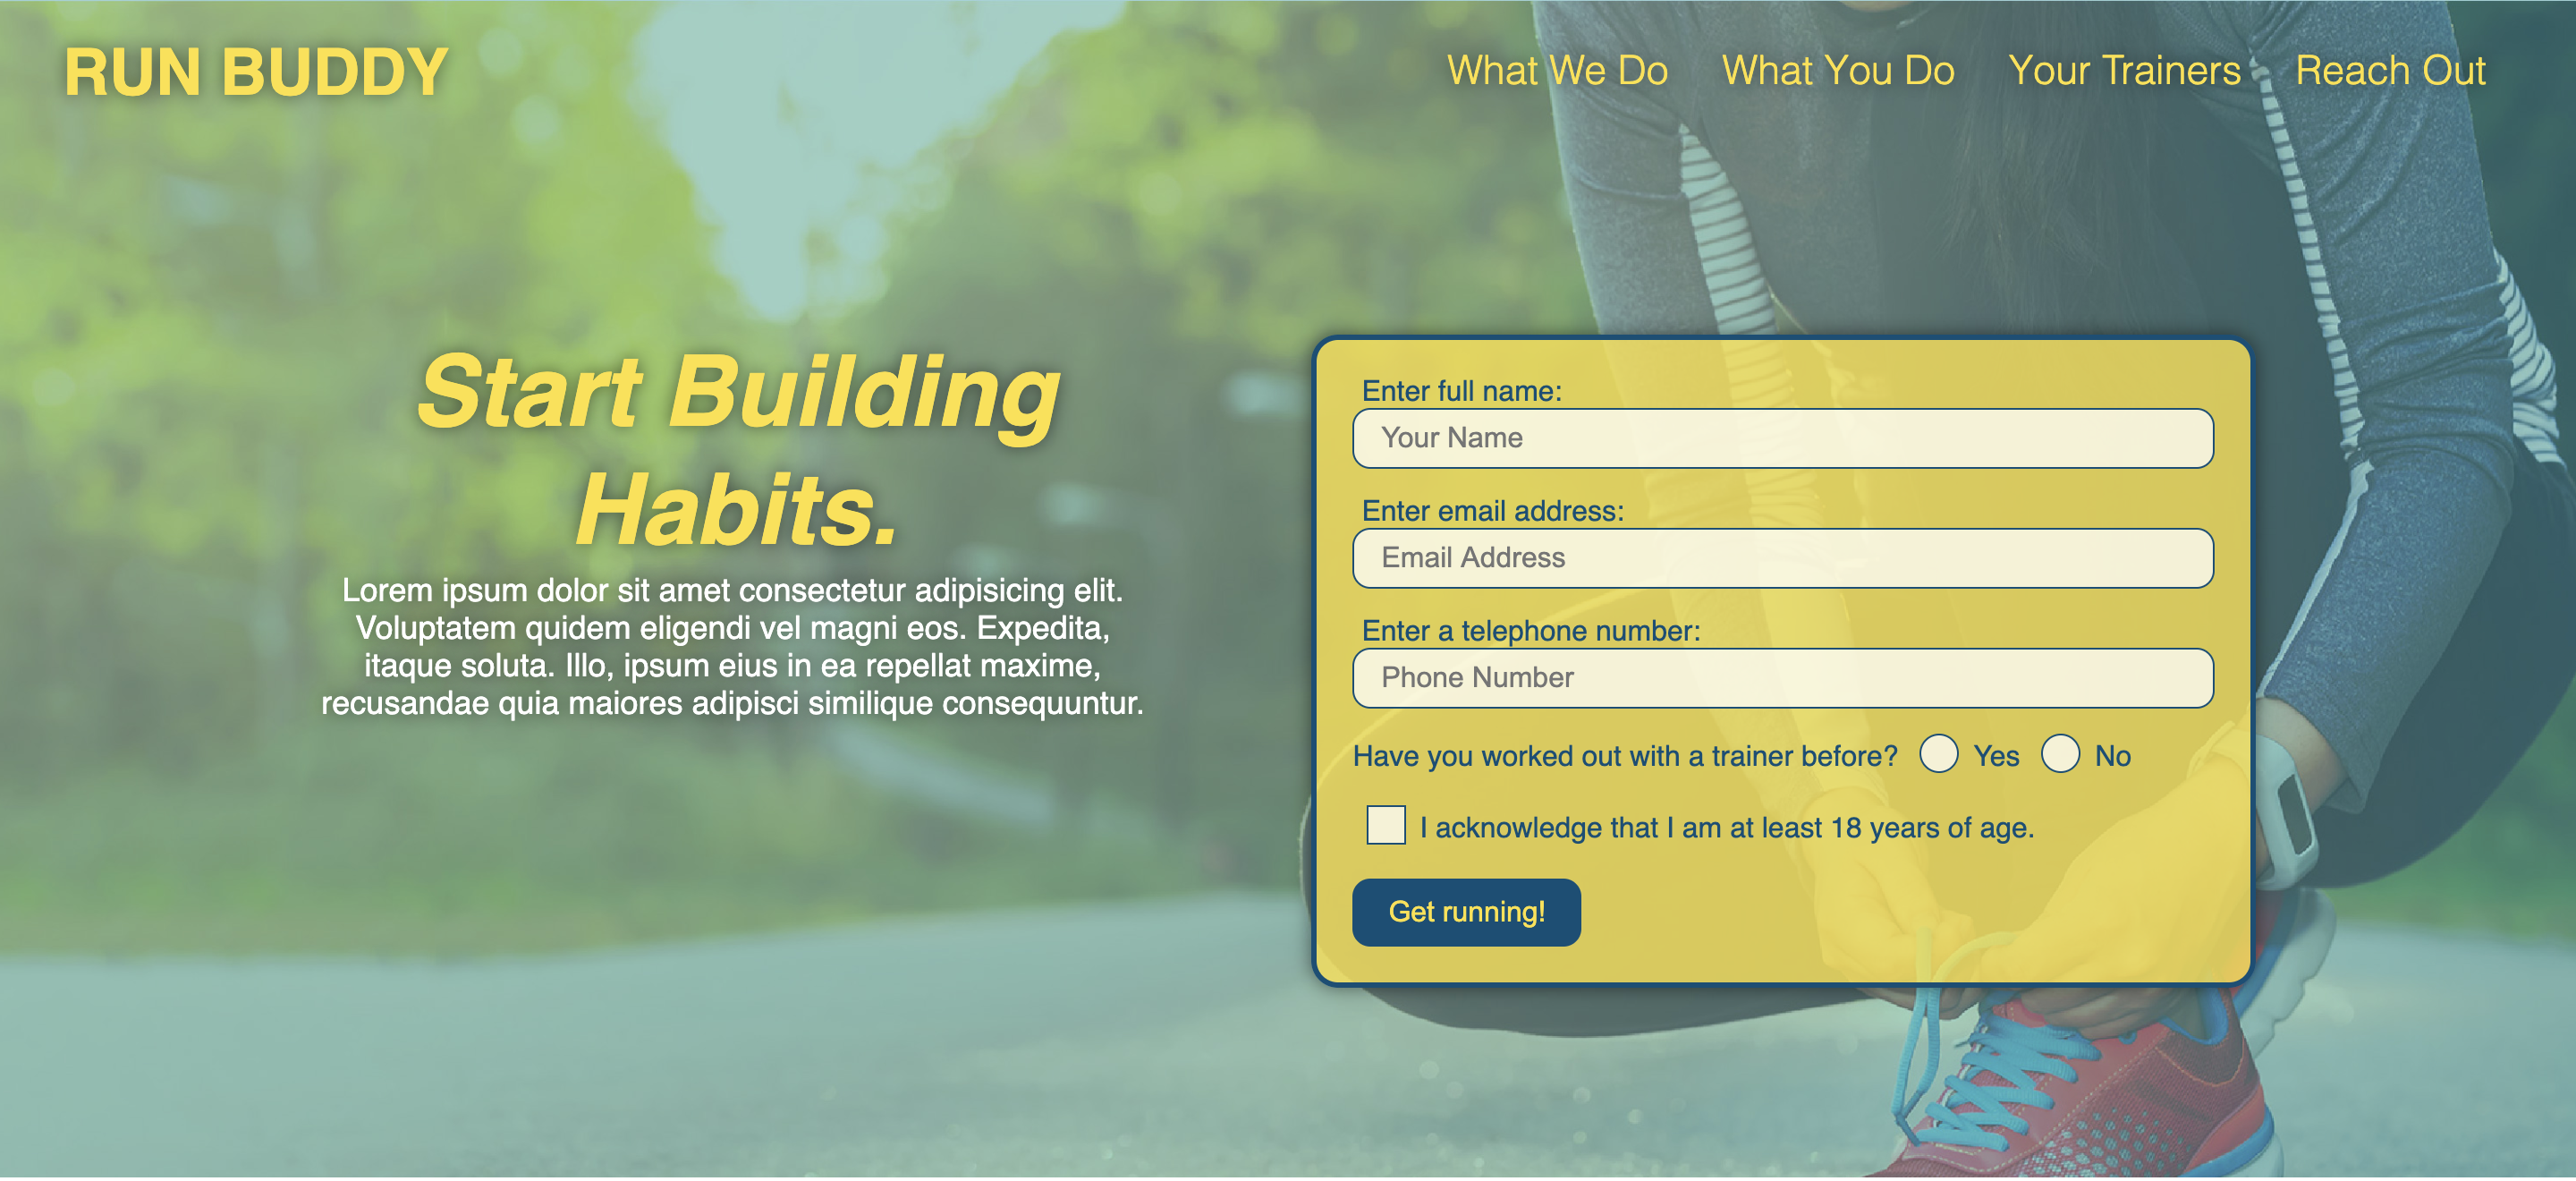 RUN BUDDY
What We Do
What You Do
Your Trainers
Reach Out
Start Building
Habits.
Lorem ipsum dolor sit amet consectetur adipisicing elit.
Voluptatem quidem eligendi vel magni eos. Expedita,
itaque soluta. Illo, ipsum eius in ea repellat maxime,
recusandae quia maiores adipisci similique consequuntur.
Enter full name:
Your Name
Enter email address:
Email Address
Enter a telephone number:
Phone Number
Have you worked out with a trainer before? Yes No
I acknowledge that I am at least 18 years of age.
Get running!